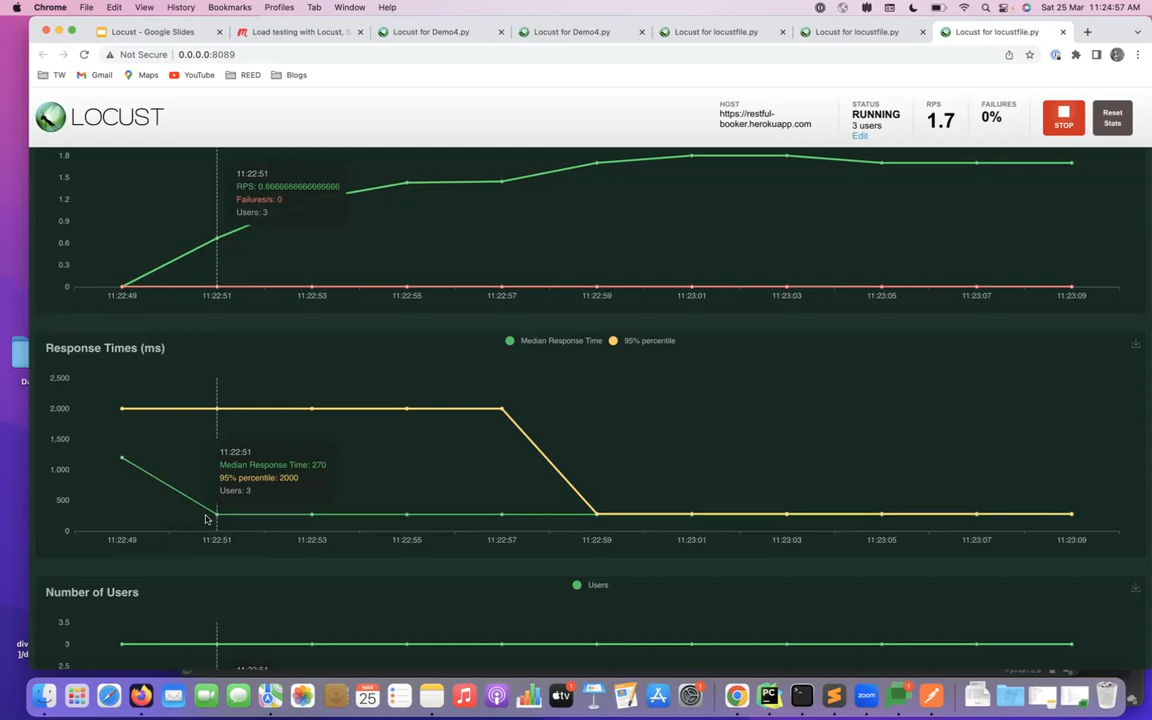 Chrome File Edit View History Bookmarks Profiles Tab Window Help Sat 25 Mar 11:24:57 AM
Locust - Google Slides Load testing with Locust, S Locust for Demo4.py Locust for Demo4.py Locust for locustfile.py Locust for locustfile.py Locust for locustfile.py
Not Secure 0.0.0.0:8089
TW Gmail Maps YouTube REED Blogs
LOCUST
HOST
https://restful-
booker.herokuapp.com
STATUS
RUNNING
3 users
Edit
RPS
1.7
FAILURES
0%
STOP
Reset
Stats
1.8
1.5
1.2
0.9
0.6
0.3
0
11:22:51
RPS: 0.6666666666666666
Failures/s: 0
Users: 3
11:22:49 11:22:51 11:22:53 11:22:55 11:22:57 11:22:59 11:23:01 11:23:03 11:23:05 11:23:07 11:23:09
Response Times (ms)
Median Response Time 95% percentile
2,500
2,000
1,500
1,000
500
0
11:22:51
Median Response Time: 270
95% percentile: 2000
Users: 3
11:22:49 11:22:51 11:22:53 11:22:55 11:22:57 11:22:59 11:23:01 11:23:03 11:23:05 11:23:07 11:23:09
Number of Users
Users
3.5
3
2.5
11:22:51
Da
div
]/d
MAR
25
PC
zoom